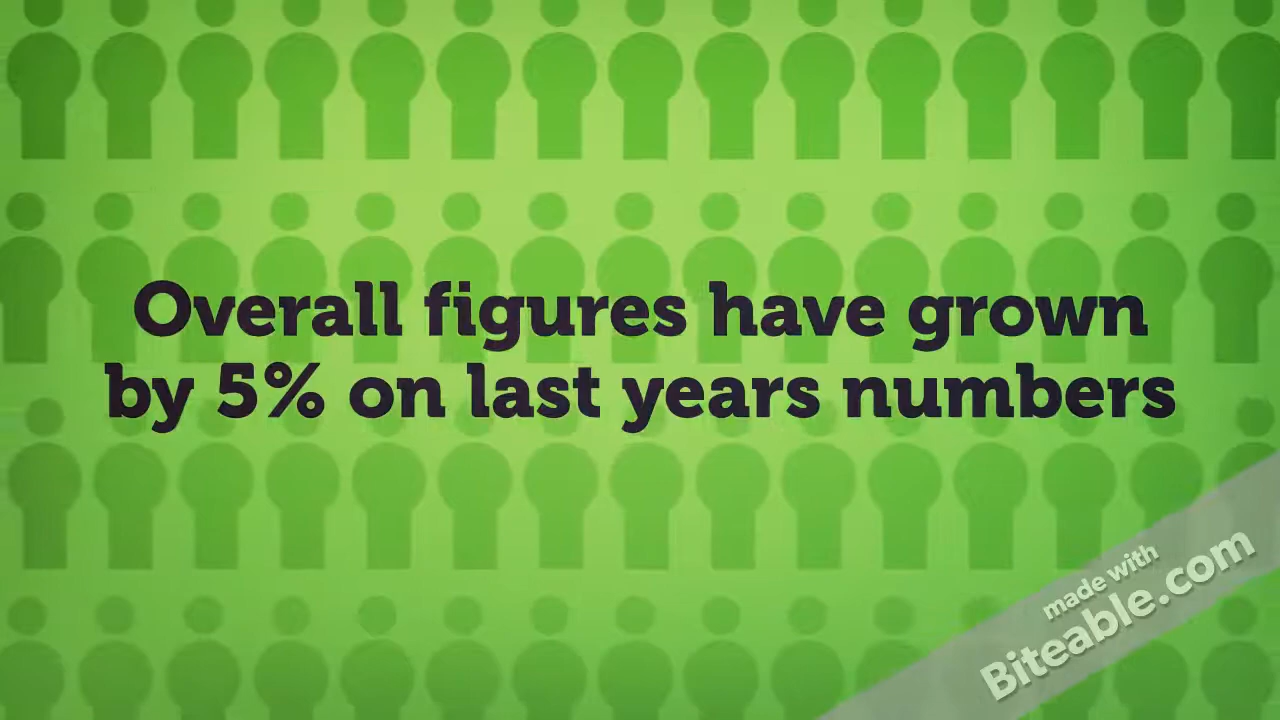 Overall figures have grown
by 5% on last years numbers
made with
Biteable.com